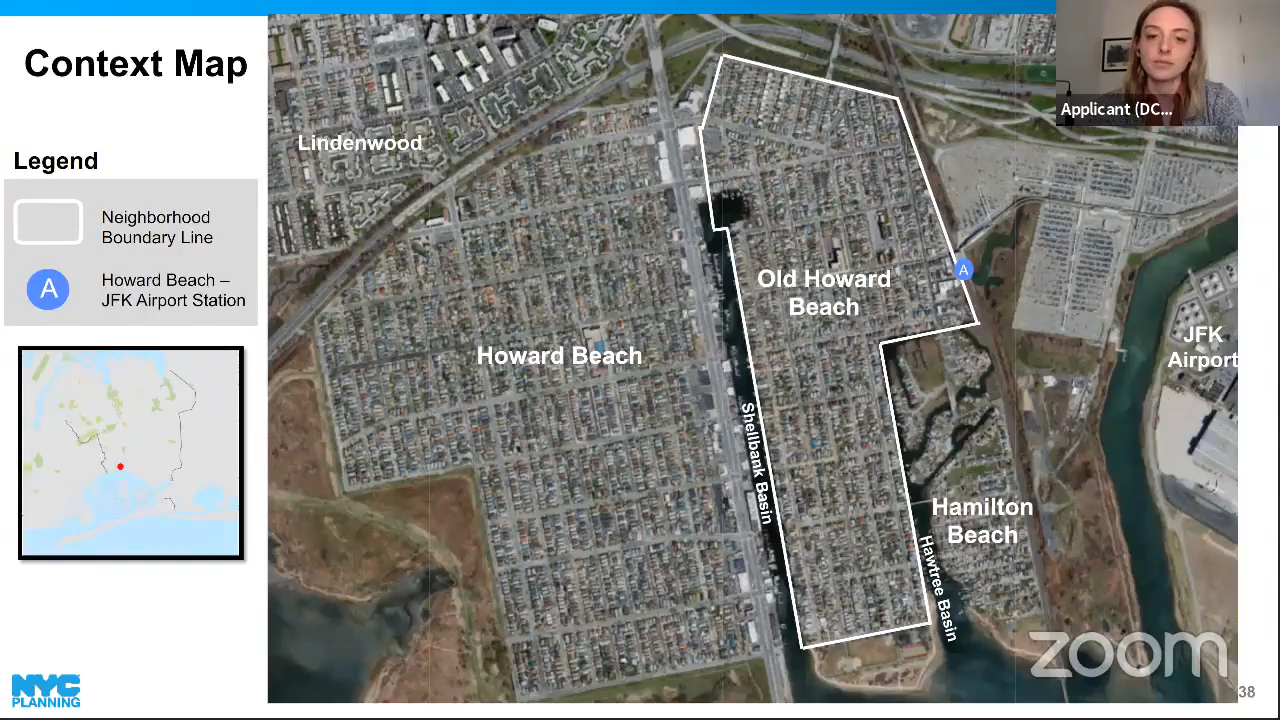 Context Map
Applicant (DC...
Lindenwood
Legend
Neighborhood
Boundary Line
A
Howard Beach –
JFK Airport Station
A
Old Howard
Beach
Howard Beach
JFK
Airport
Shellbank Basin
Hamilton
Beach
Hawtree Basin
zoom
NYC
PLANNING
38